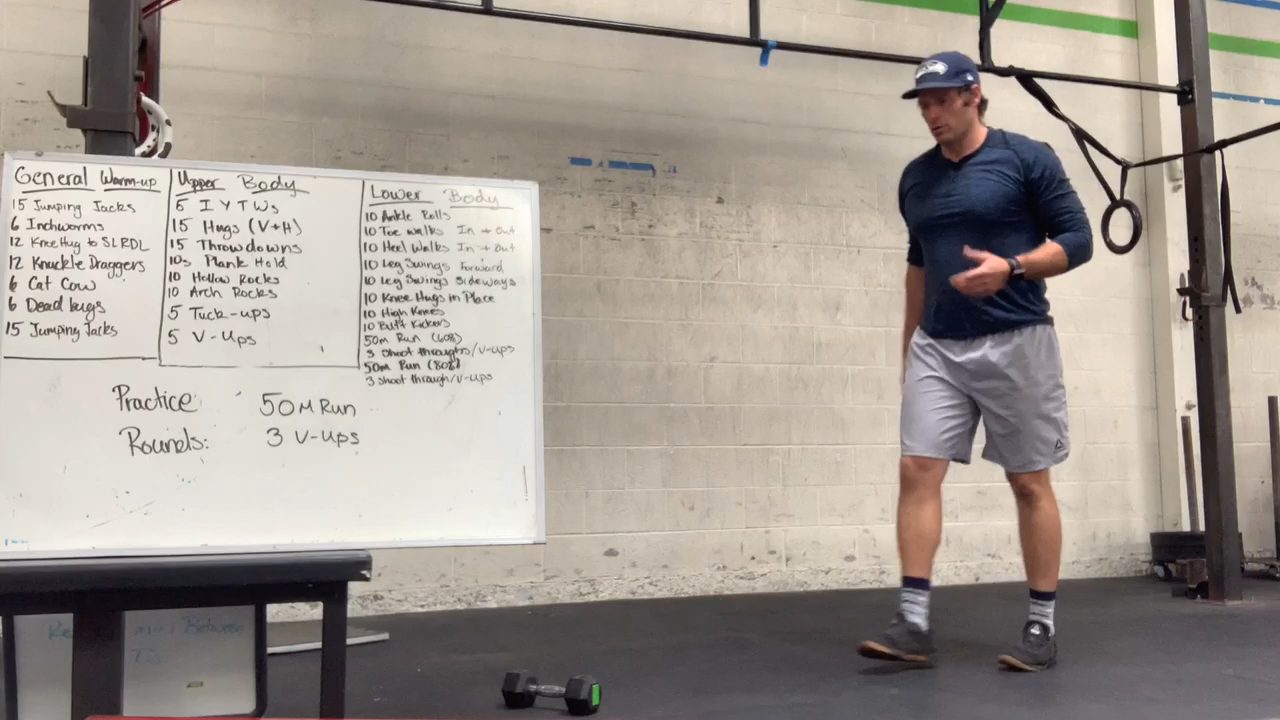 General Warm-up
15 Jumping Jacks
6 Inchworms
12 Knee Hug to SLRDL
12 Knuckle Draggers
6 Cat Cow
6 Dead bugs
15 Jumping Jacks
Upper Body
5 I Y T Ws
15 Hugs (V+H)
15 Throwdowns
10s Plank Hold
10 Hollow Rocks
10 Arch Rocks
5 Tuck-ups
5 V-Ups
Lower Body
10 Ankle Rolls
10 Toe walks In + Out
10 Heel Walks In + Out
10 Leg Swings Forward
10 Leg Swings Sideways
10 Knee Hugs in Place
10 High Knees
10 Butt Kickers
50m Run (60%)
3 Shoot throughs/V-ups
50m Run (80%)
3 Shoot through/V-ups
Practice 50M Run
Rounds: 3 V-ups
Between